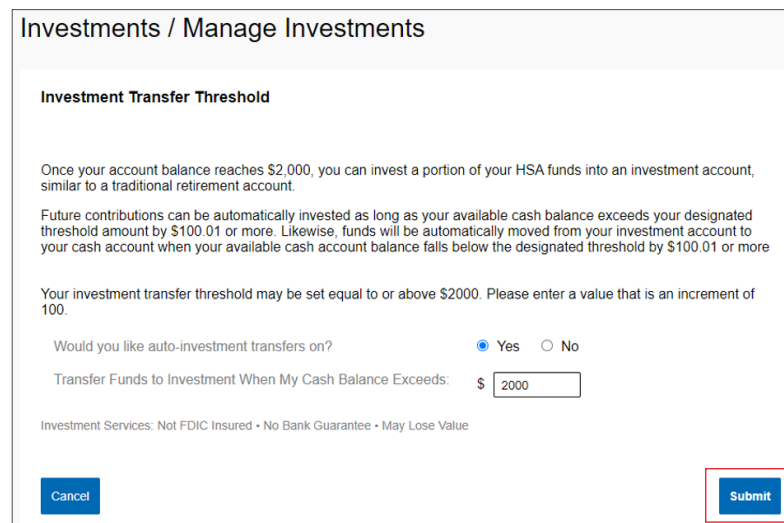 Investments / Manage Investments
Investment Transfer Threshold
Once your account balance reaches $2,000, you can invest a portion of your HSA funds into an investment account,
similar to a traditional retirement account.
Future contributions can be automatically invested as long as your available cash balance exceeds your designated
threshold amount by $100.01 or more. Likewise, funds will be automatically moved from your investment account to
your cash account when your available cash account balance falls below the designated threshold by $100.01 or more
Your investment transfer threshold may be set equal to or above $2000. Please enter a value that is an increment of
100.
Would you like auto-investment transfers on? Yes No
Transfer Funds to Investment When My Cash Balance Exceeds: $ 2000
Investment Services: Not FDIC Insured • No Bank Guarantee • May Lose Value
Cancel Submit